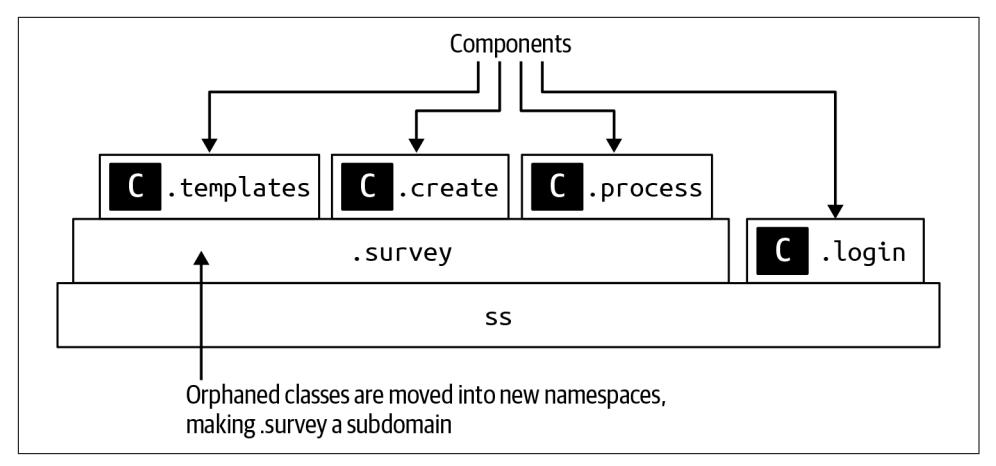 Components
C .templates
C .create
C .process
.survey
C .login
ss
Orphaned classes are moved into new namespaces,
making .survey a subdomain